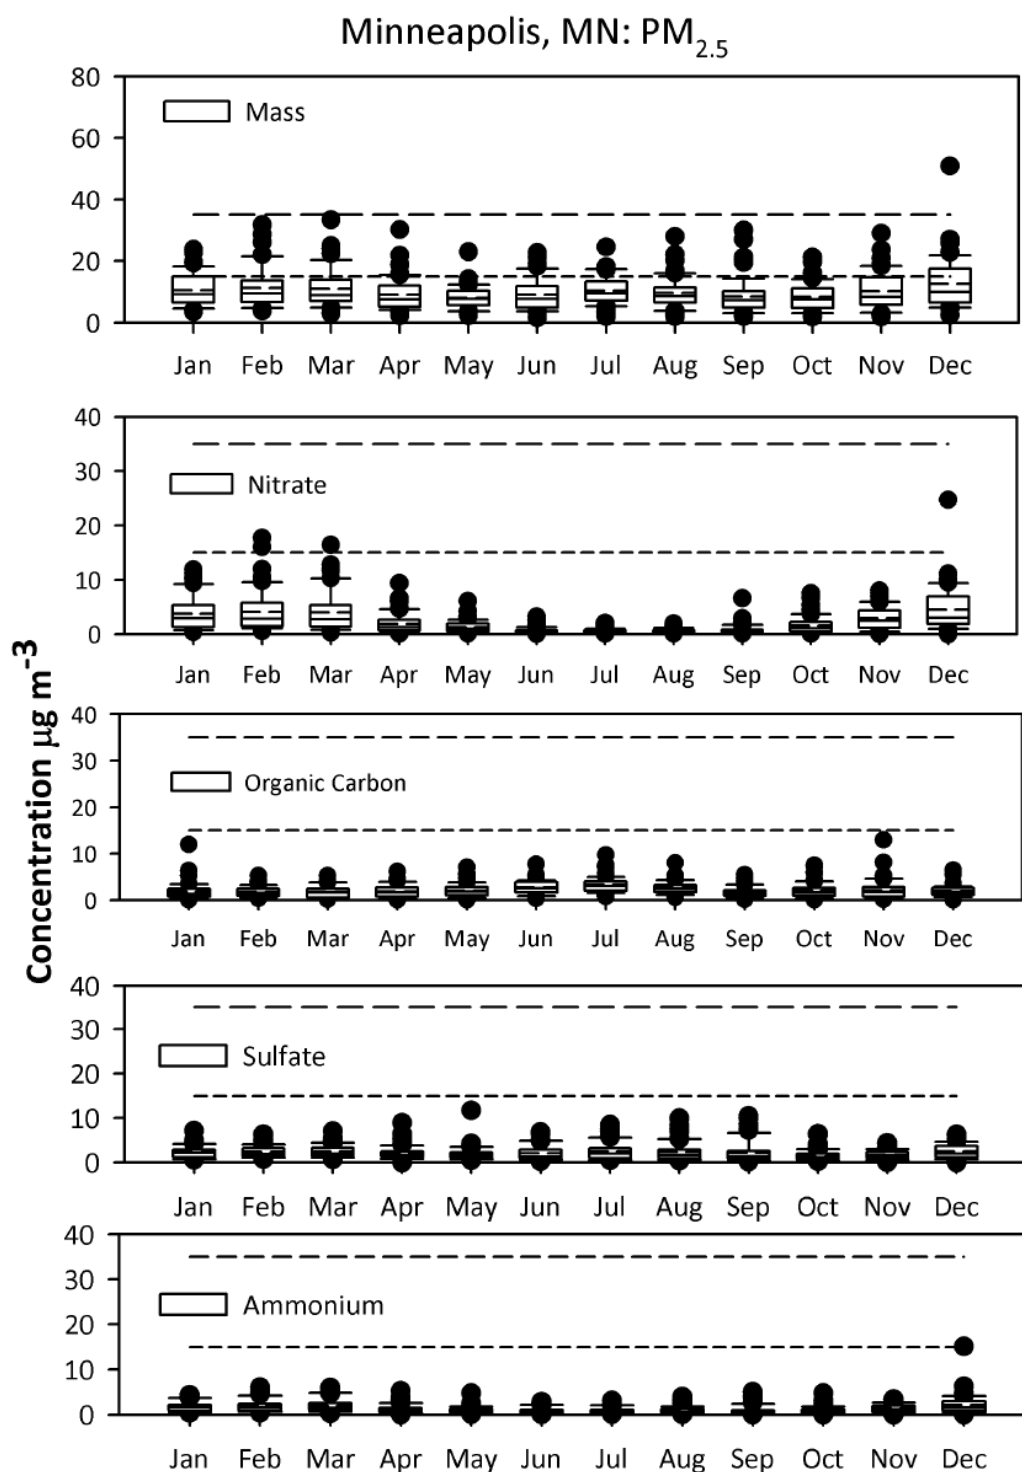 Minneapolis, MN: PM2.5
Concentration µg m-3
80
60
40
20
0
Mass
Jan Feb Mar Apr May Jun Jul Aug Sep Oct Nov Dec
40
30
20
10
0
Nitrate
Jan Feb Mar Apr May Jun Jul Aug Sep Oct Nov Dec
40
30
20
10
0
Organic Carbon
Jan Feb Mar Apr May Jun Jul Aug Sep Oct Nov Dec
40
30
20
10
0
Sulfate
Jan Feb Mar Apr May Jun Jul Aug Sep Oct Nov Dec
40
30
20
10
0
Ammonium
Jan Feb Mar Apr May Jun Jul Aug Sep Oct Nov Dec